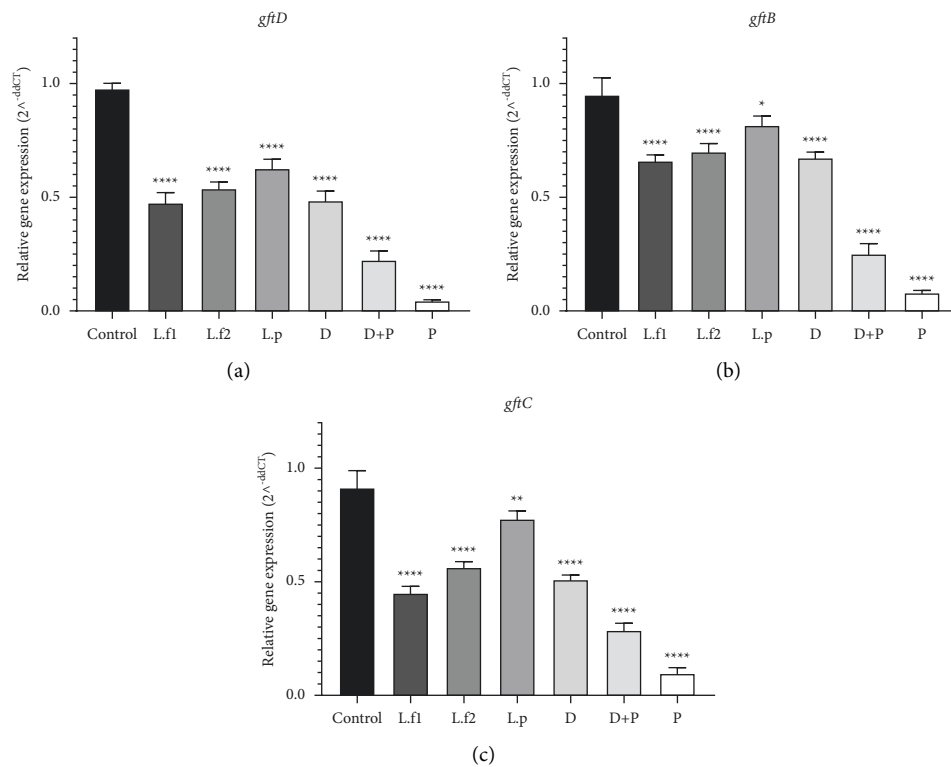 gftD
Relative gene expression (2^-ddCT)
1.0
0.5
0.0
****
****
****
****
****
****
Control L.f1 L.f2 L.p D D+P P
(a)
gftB
Relative gene expression (2^-ddCT)
1.0
0.5
0.0
****
****
*
****
****
****
Control L.f1 L.f2 L.p D D+P P
(b)
gftC
Relative gene expression (2^-ddCT)
1.0
0.5
0.0
****
****
**
****
****
****
Control L.f1 L.f2 L.p D D+P P
(c)